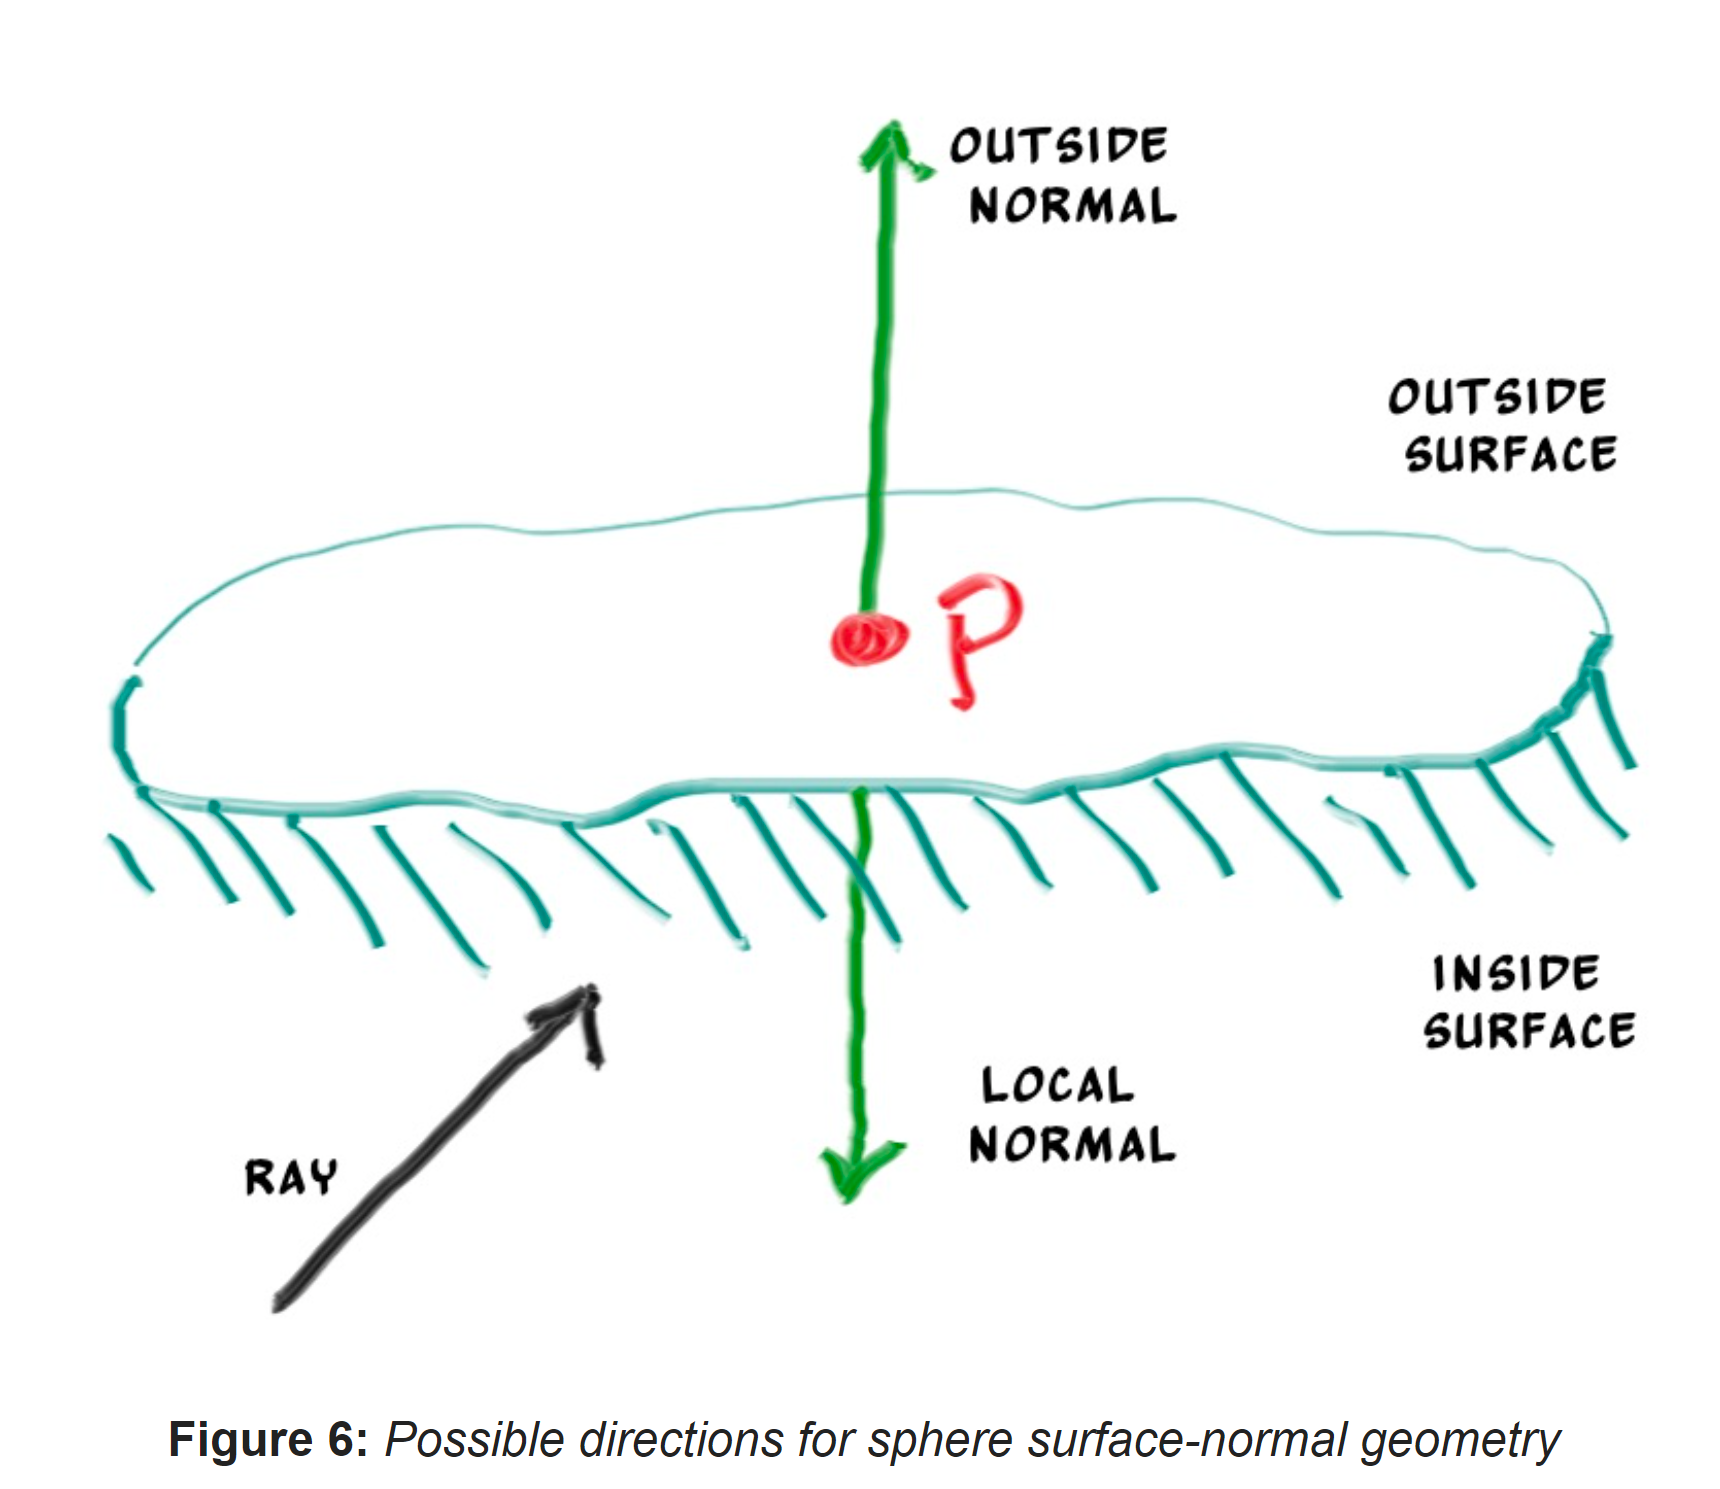 OUTSIDE
NORMAL
OUTSIDE
SURFACE
P
INSIDE
SURFACE
LOCAL
NORMAL
RAY
Figure 6: Possible directions for sphere surface-normal geometry